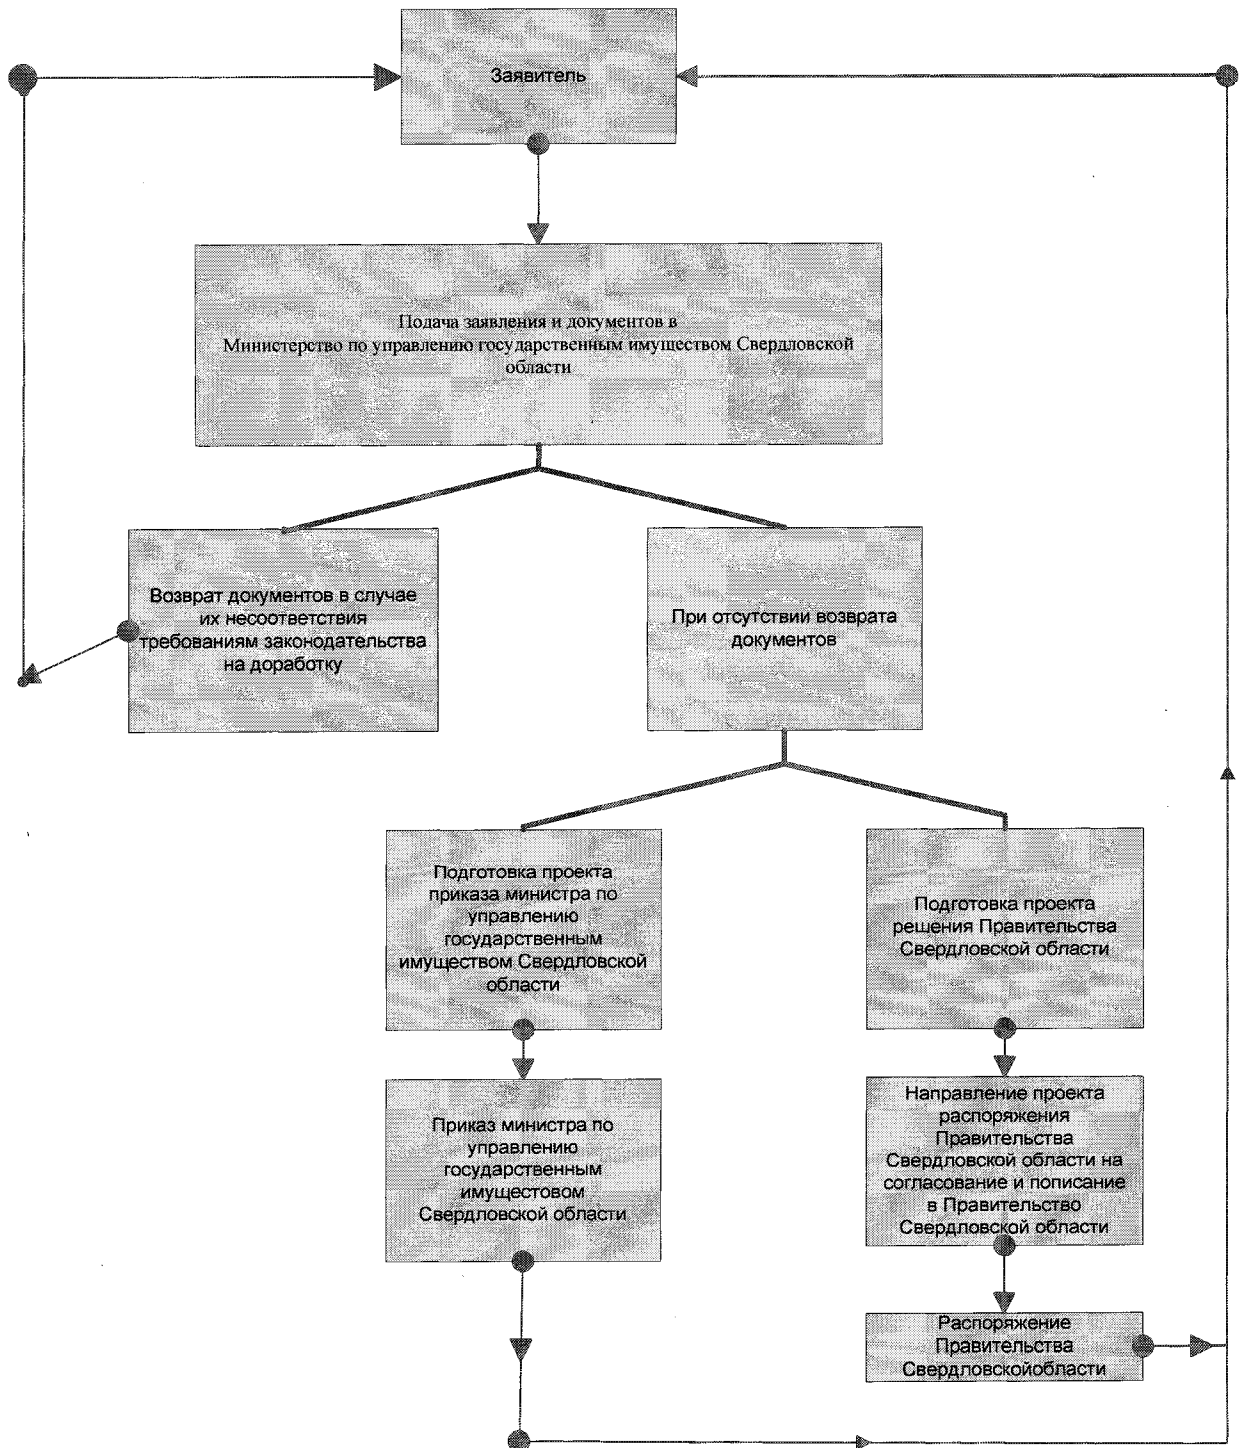 Заявитель
Подача заявления и документов в
Министерство по управлению государственным имуществом Свердловской
области
Возврат документов в случае
их несоответствия
требованиям законодательства
на доработку
При отсутствии возврата
документов
Подготовка проекта
приказа министра по
управлению
государственным
имуществом Свердловской
области
Подготовка проекта
решения Правительства
Свердловской области
Приказ министра по
управлению
государственным
имущестовом
Свердловской области
Направление проекта
распоряжения
Правительства
Свердловской области на
согласование и пописание
в Правительство
Свердловской области
Распоряжение
Правительства
Свердловскойобласти